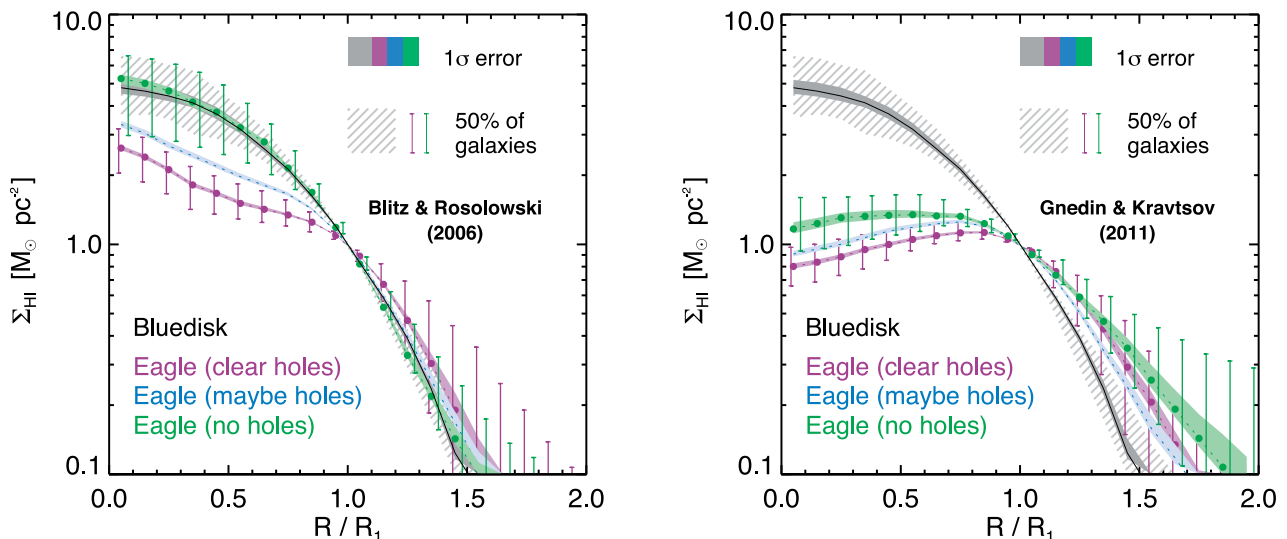 10.0
1σ error
50% of
galaxies
Blitz & Rosolowski
(2006)
Σ_HI [M_⊙ pc^-2]
1.0
Bluedisk
Eagle (clear holes)
Eagle (maybe holes)
Eagle (no holes)
0.1
0.0 0.5 1.0 1.5 2.0
R / R_1
10.0
1σ error
50% of
galaxies
Gnedin & Kravtsov
(2011)
Σ_HI [M_⊙ pc^-2]
1.0
Bluedisk
Eagle (clear holes)
Eagle (maybe holes)
Eagle (no holes)
0.1
0.0 0.5 1.0 1.5 2.0
R / R_1